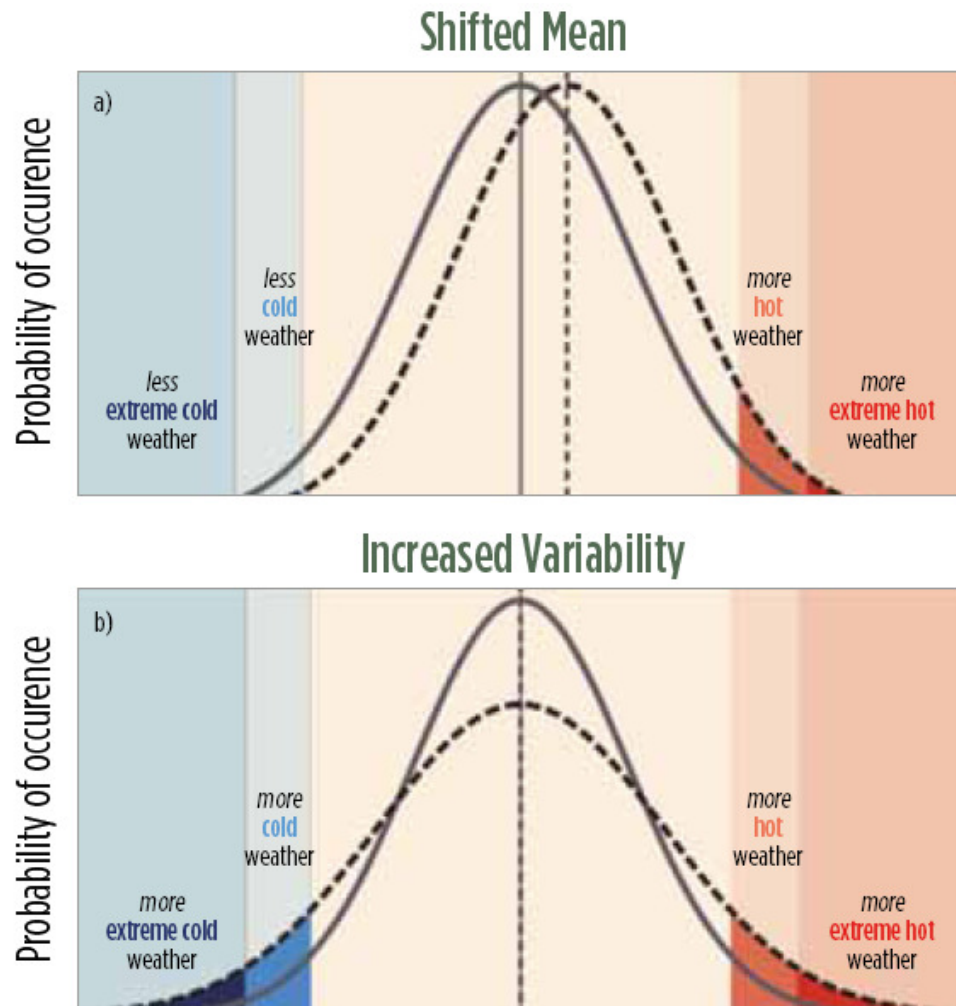 Shifted Mean
a)
Probability of occurence
less
cold
weather
more
hot
weather
less
extreme cold
weather
more
extreme hot
weather
Increased Variability
b)
Probability of occurence
more
cold
weather
more
hot
weather
more
extreme cold
weather
more
extreme hot
weather